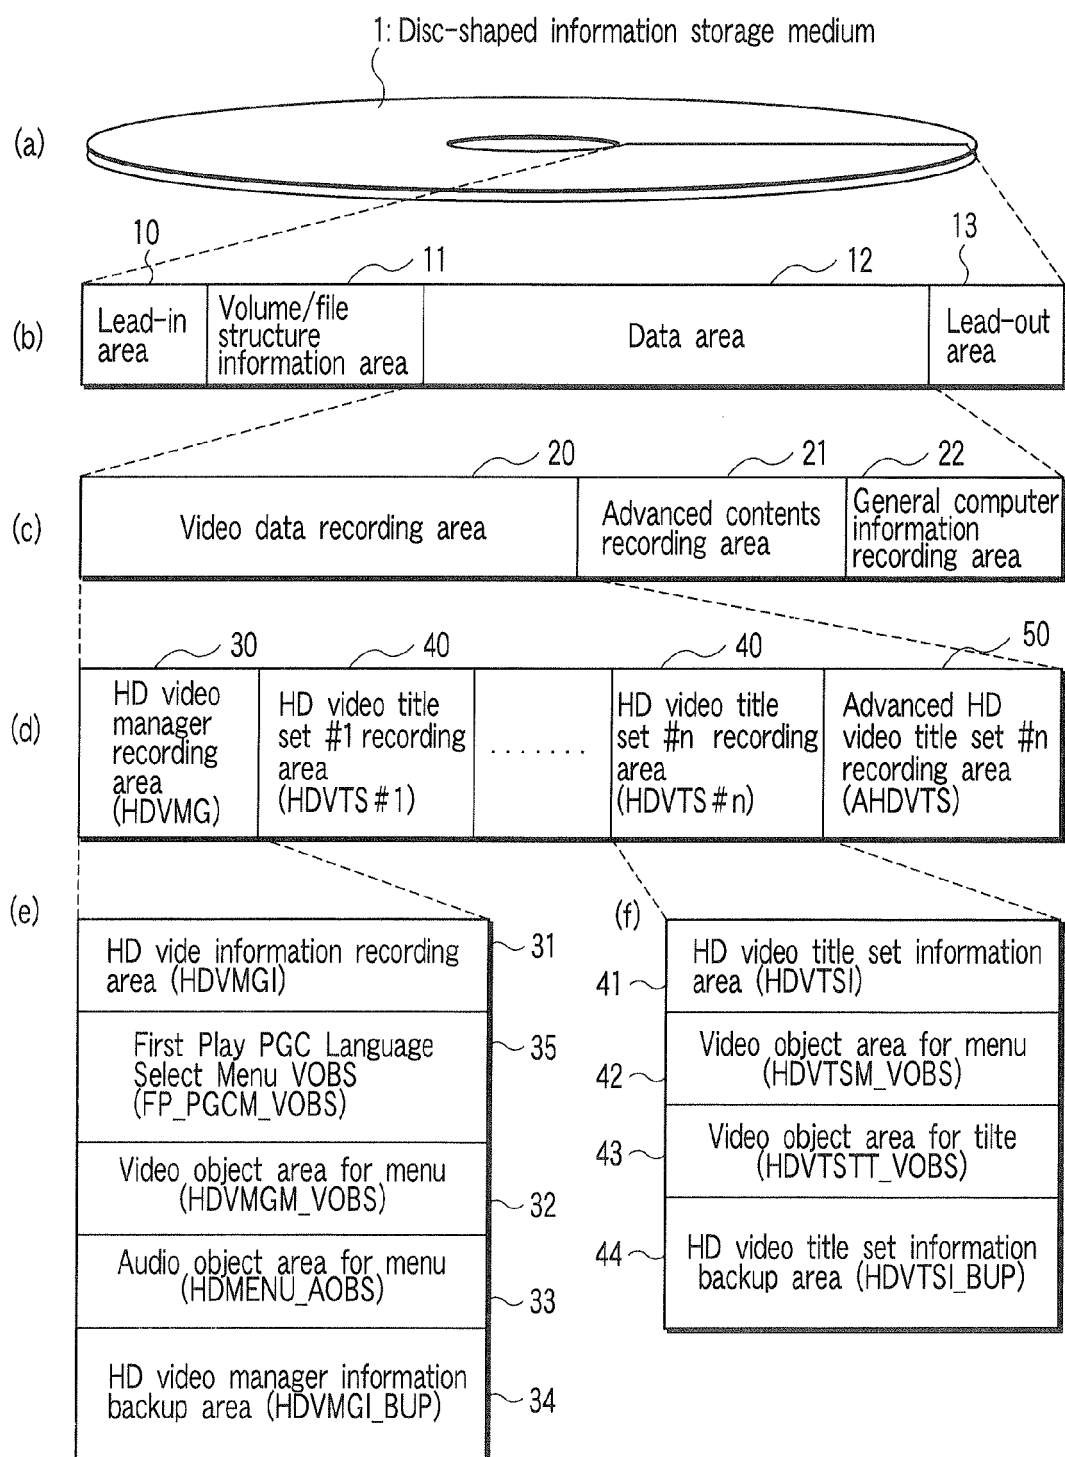 1: Disc-shaped information storage medium
(a)
10
11
12
13
(b)
Lead-in
area
Volume/file
structure
information area
Data area
Lead-out
area
20
21
22
(c)
Video data recording area
Advanced contents
recording area
General computer
information
recording area
30
40
40
50
(d)
HD video
manager
recording
area
(HDVMG)
HD video title
set #1 recording
area
(HDVTS#1)
.......
HD video title
set #n recording
area
(HDVTS#n)
Advanced HD
video title set #n
recording area
(AHDVTS)
(e)
HD vide information recording
area (HDVMGI)
31
First Play PGC Language
Select Menu VOBS
(FP_PGCM_VOBS)
35
Video object area for menu
(HDVMGM_VOBS)
32
Audio object area for menu
(HDMENU_AOBS)
33
HD video manager information
backup area (HDVMGI_BUP)
34
(f)
HD video title set information
area (HDVTSI)
41
Video object area for menu
(HDVTSM_VOBS)
42
Video object area for tilte
(HDVTSTT_VOBS)
43
HD video title set information
backup area (HDVTSI_BUP)
44